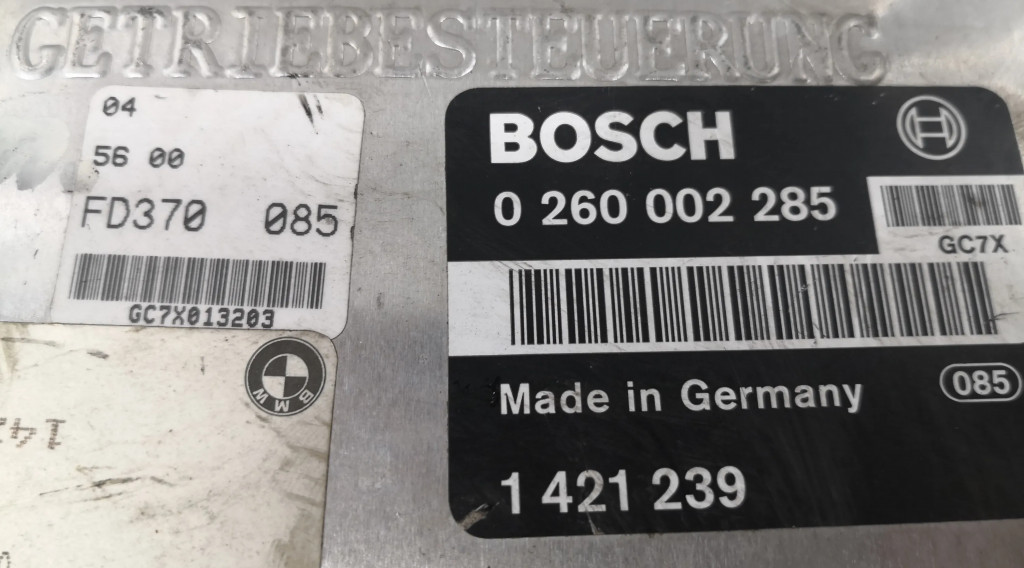 GETRIEBESTEUERUNG
04
56 00
FD370 085
GC7X013203
BMW
BOSCH
0 260 002 285
GC7X
Made in Germany
085
1 421 239